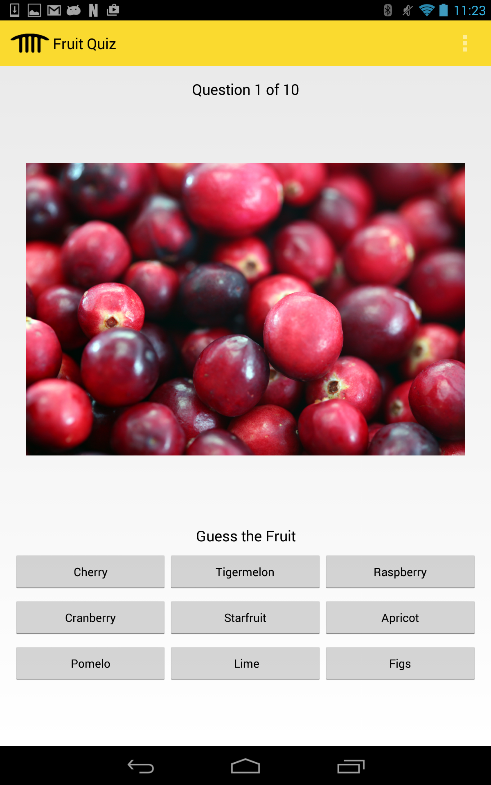 11:23
Fruit Quiz
Question 1 of 10
Guess the Fruit
Cherry Tigermelon Raspberry
Cranberry Starfruit Apricot
Pomelo Lime Figs